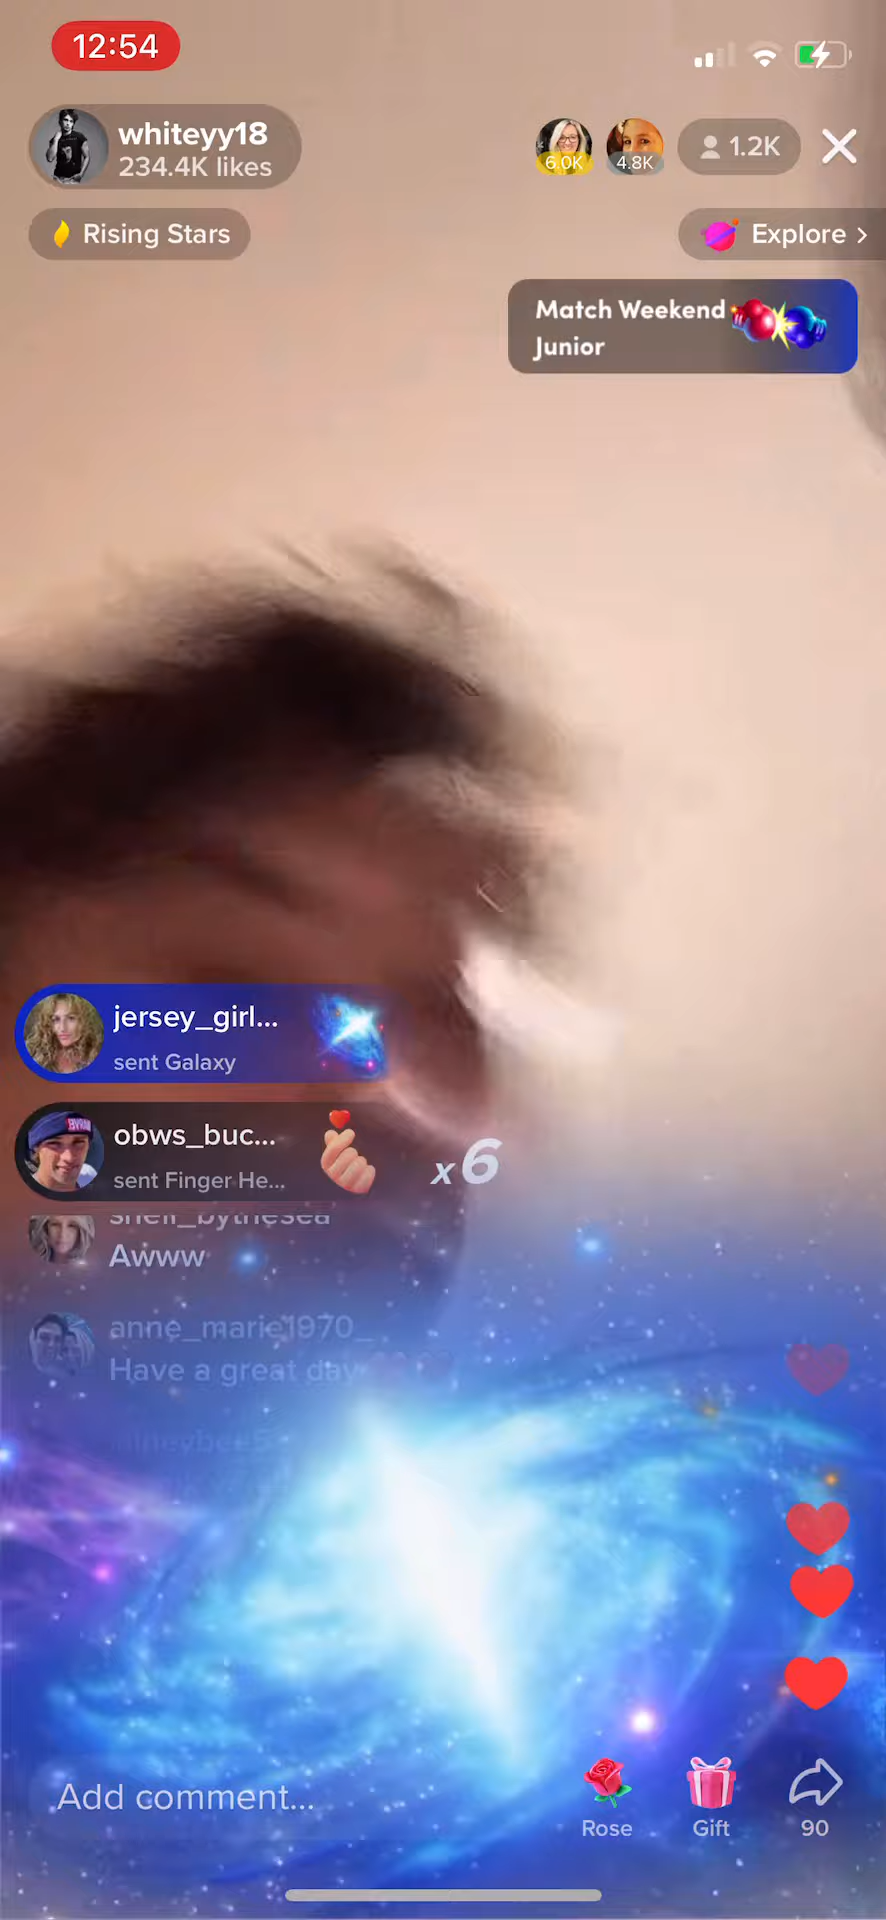 12:54
whiteyy18
234.4K likes
6.0K
4.8K
1.2K
Rising Stars
Explore >
Match Weekend
Junior
jersey_girl...
sent Galaxy
obws_buc...
sent Finger He...
x6
shell_bythesea
Awww
anne_marie1970_
Have a great day
Add comment...
Rose
Gift
90